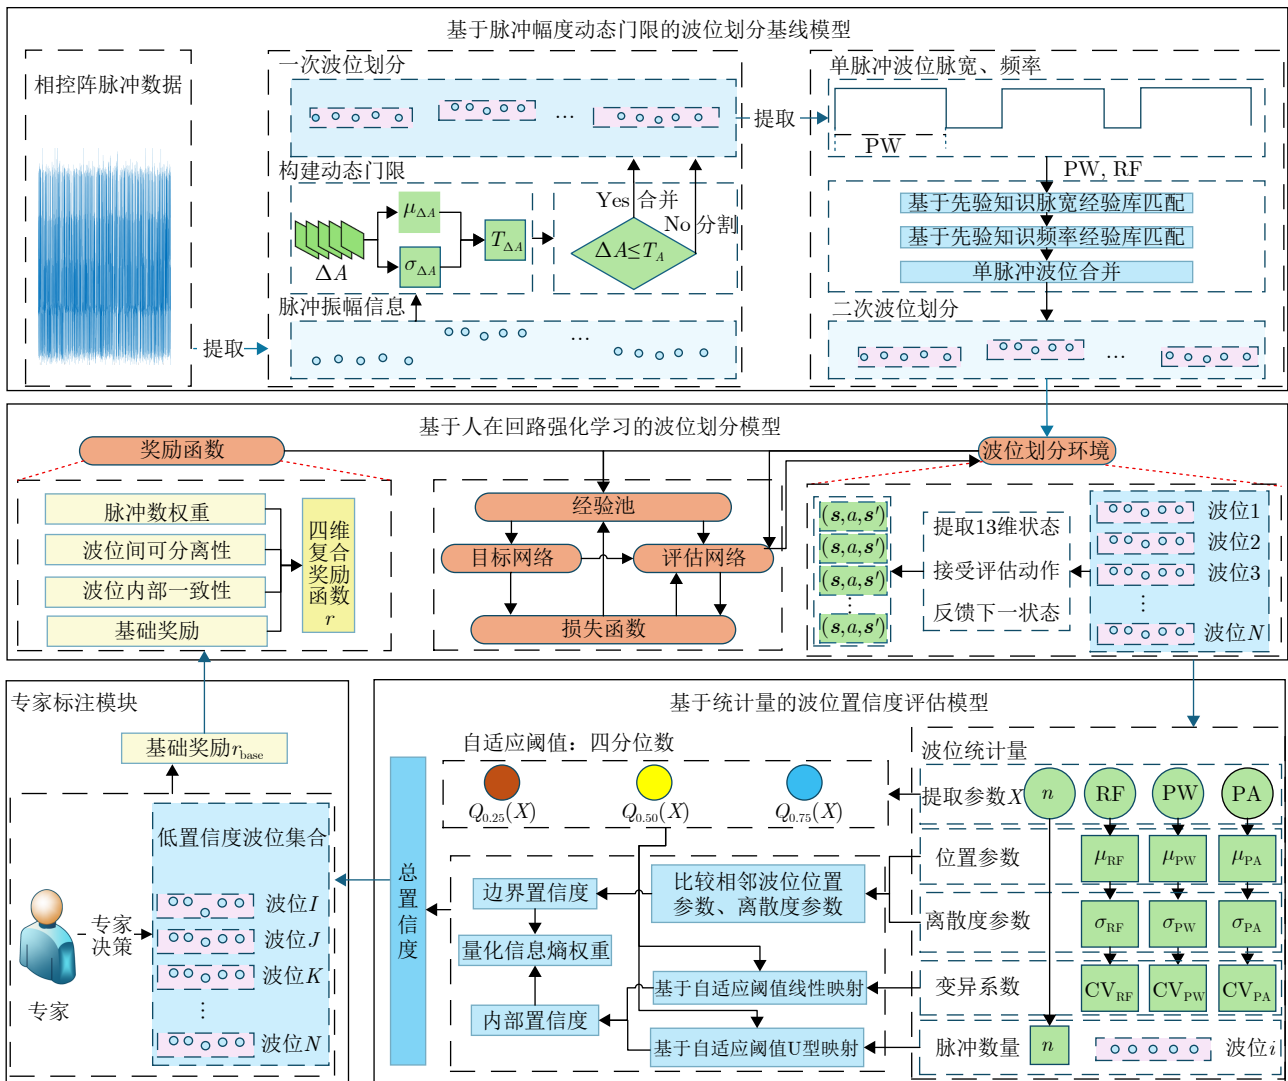 基于脉冲幅度动态门限的波位划分基线模型
相控阵脉冲数据
提取
一次波位划分
...
构建动态门限
ΔA
μ_ΔA
σ_ΔA
T_ΔA
Yes 合并
No 分割
ΔA≤T_A
脉冲振幅信息
...
提取
单脉冲波位脉宽、频率
PW
PW, RF
基于先验知识脉宽经验库匹配
基于先验知识频率经验库匹配
单脉冲波位合并
二次波位划分
...
基于人在回路强化学习的波位划分模型
奖励函数
脉冲数权重
波位间可分离性
波位内部一致性
基础奖励
四维
复合
奖励
函数
r
经验池
目标网络
评估网络
损失函数
波位划分环境
(s,a,s′)
(s,a,s′)
(s,a,s′)
⋮
(s,a,s′)
提取13维状态
接受评估动作
反馈下一状态
波位1
波位2
波位3
⋮
波位N
专家标注模块
基础奖励r_base
低置信度波位集合
波位I
波位J
波位K
⋮
波位N
专家
决策
专家
基于统计量的波位置信度评估模型
总
置
信
度
自适应阈值：四分位数
Q_0.25(X)
Q_0.50(X)
Q_0.75(X)
边界置信度
比较相邻波位位置
参数、离散度参数
量化信息熵权重
内部置信度
基于自适应阈值线性映射
基于自适应阈值U型映射
波位统计量
提取参数X
n
RF
PW
PA
位置参数
μ_RF
μ_PW
μ_PA
离散度参数
σ_RF
σ_PW
σ_PA
变异系数
CV_RF
CV_PW
CV_PA
脉冲数量
n
波位i